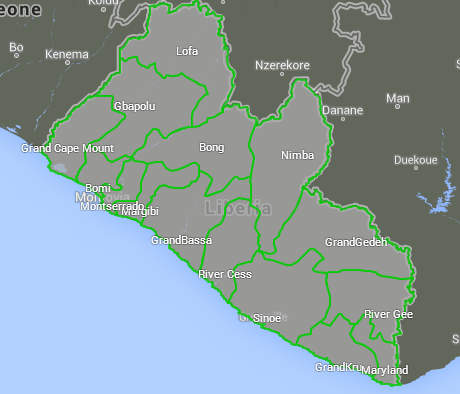 Koidu
eone
Lofa
Bo
Kenema
Nzerekore
Gbapolu
Man
Danane
Grand Cape Mount
Bong
Nimba
Duekoue
Bomi
Montserrado
Margibi
Liberia
GrandBassa
GrandGedeh
River Cess
Sinoe
River Gee
S
GrandKru
Maryland